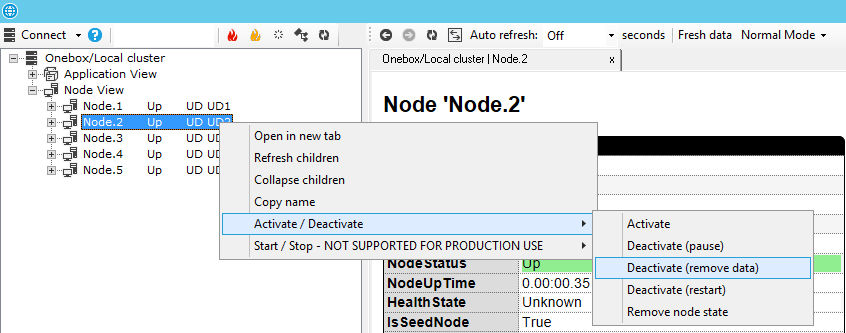 Connect
Auto refresh: Off seconds Fresh data Normal Mode
Onebox/Local cluster
Application View
Node View
Node.1 Up UD UD1
Node.2 Up UD UD2
Node.3 Up UD
Node.4 Up UD
Node.5 Up UD
Onebox/Local cluster | Node.2 x
Node 'Node.2'
Open in new tab
Refresh children
Collapse children
Copy name
Activate / Deactivate
Start / Stop - NOT SUPPORTED FOR PRODUCTION USE
Activate
Deactivate (pause)
Deactivate (remove data)
Deactivate (restart)
Remove node state
NodeStatus Up
NodeUpTime 0.00:00.35
HealthState Unknown
IsSeedNode True